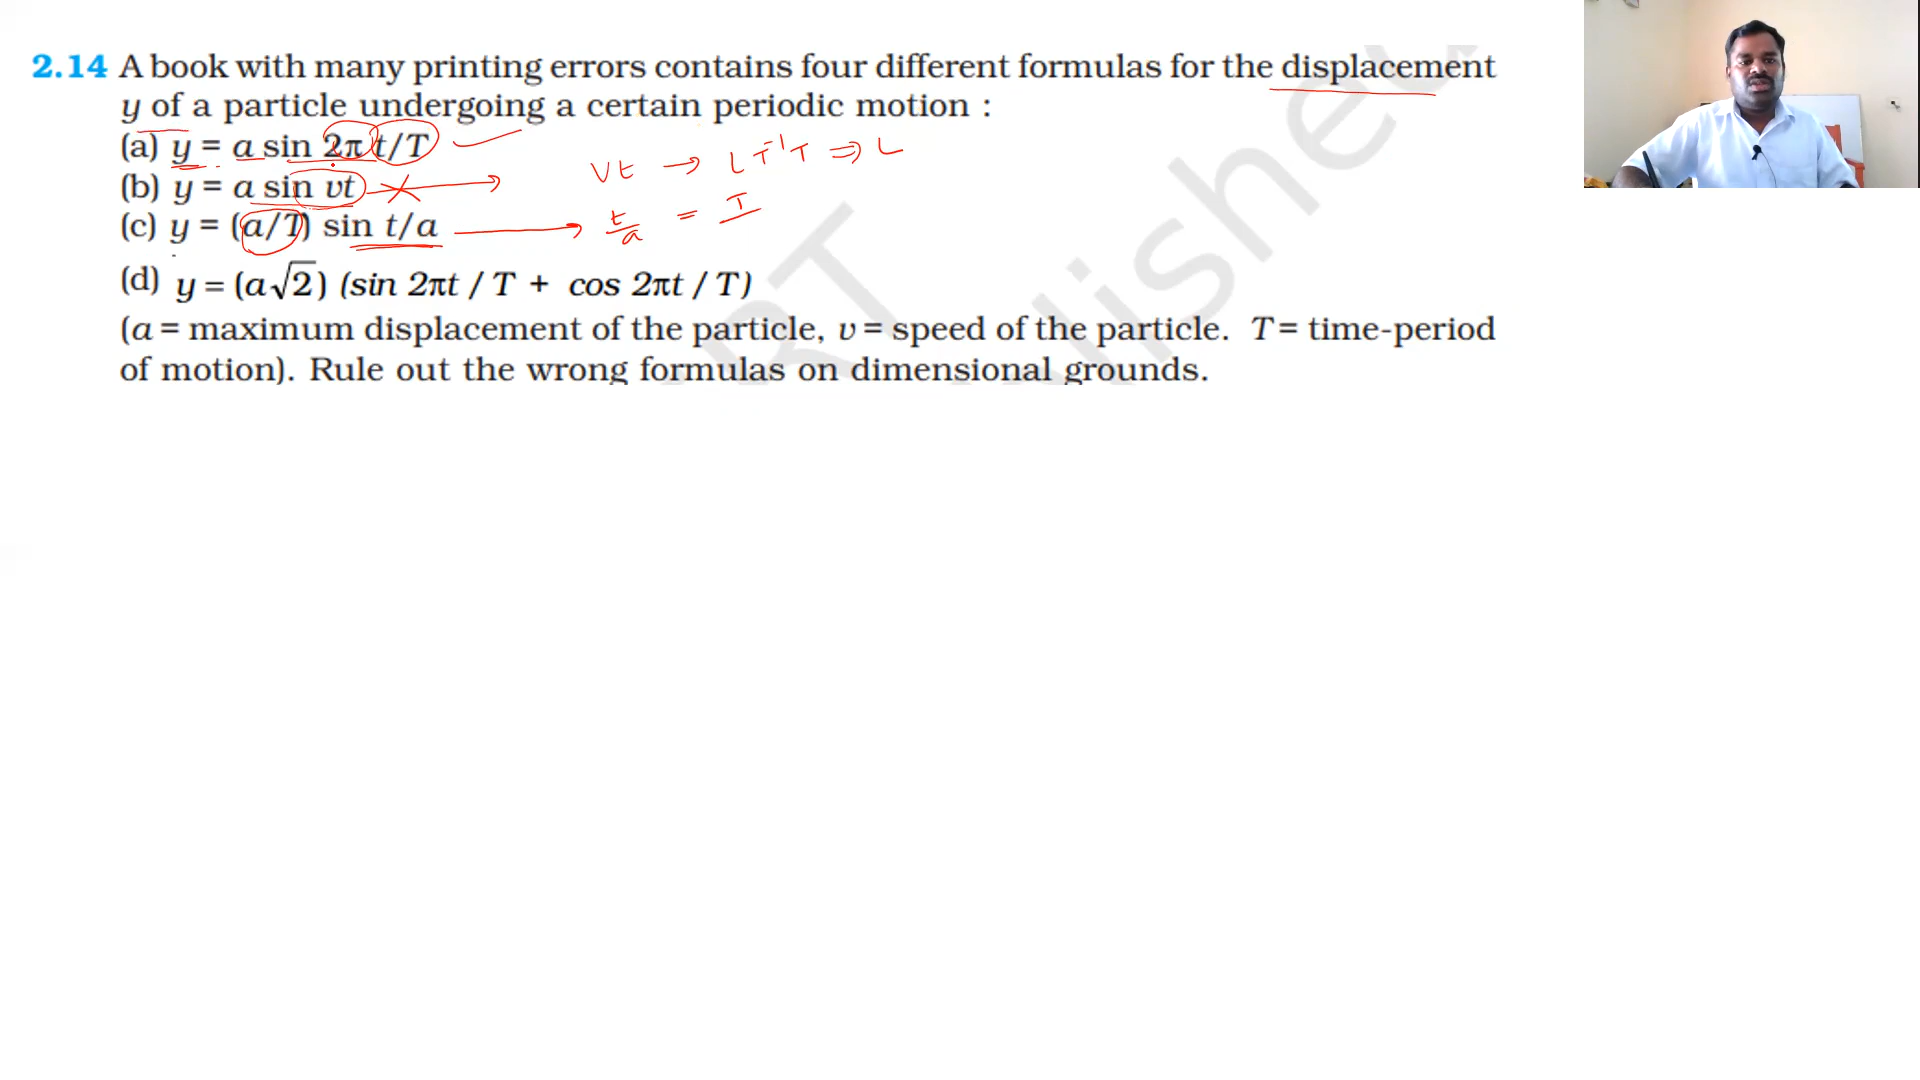 2.14 A book with many printing errors contains four different formulas for the displacement
y of a particle undergoing a certain periodic motion :
(a) y = a sin 2π t/T
(b) y = a sin vt
vt → L T⁻¹ T ⇒ L
(c) y = (a/T) sin t/a
t/a = T
(d) y = (a√2) (sin 2πt / T + cos 2πt / T)
(a = maximum displacement of the particle, v = speed of the particle. T = time-period
of motion). Rule out the wrong formulas on dimensional grounds.